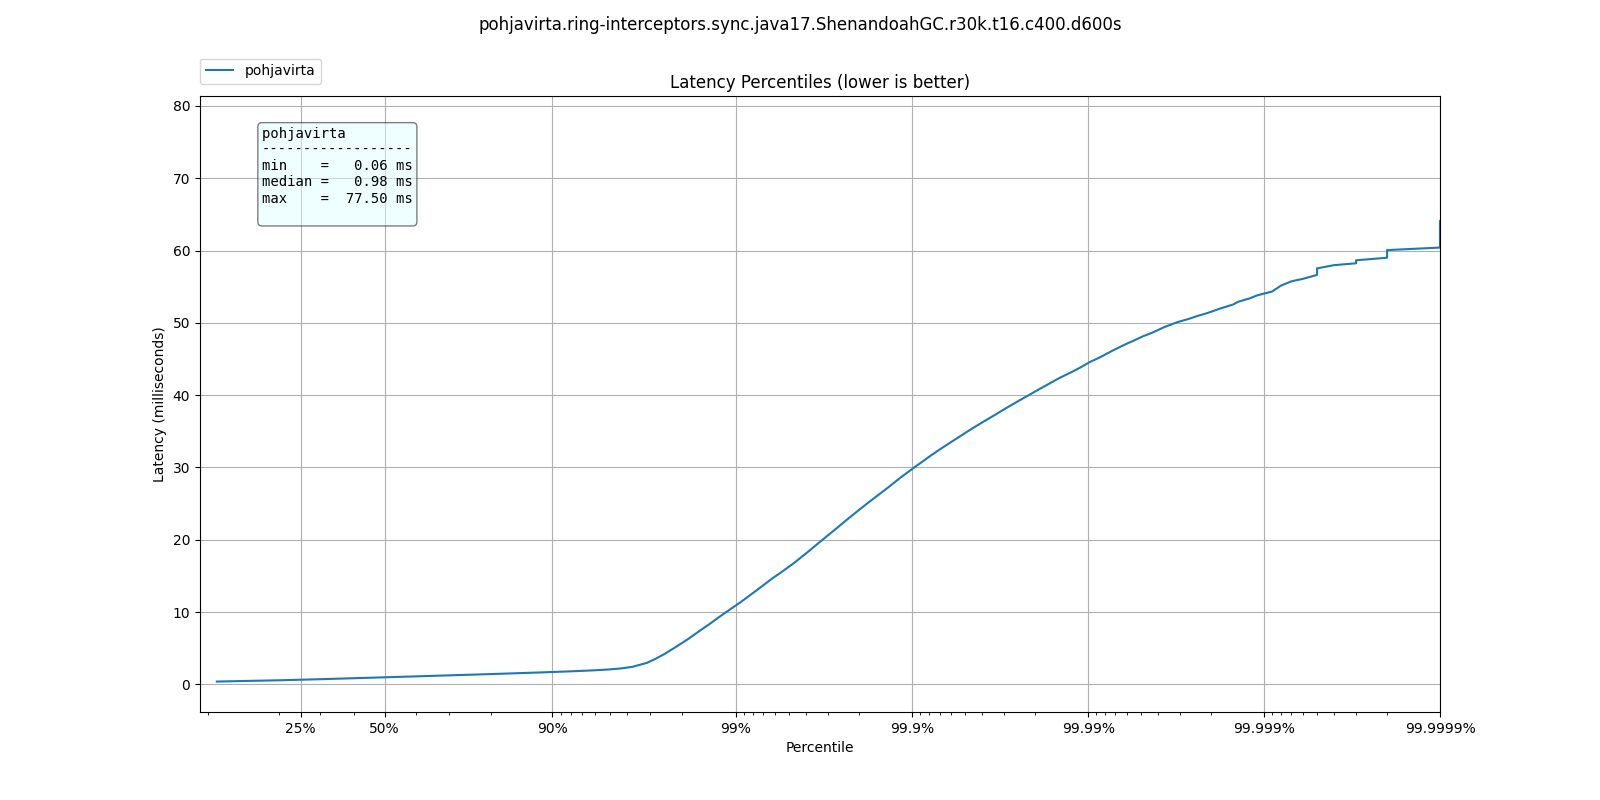 pohjavirta.ring-interceptors.sync.java17.ShenandoahGC.r30k.t16.c400.d600s
pohjavirta
Latency Percentiles (lower is better)
pohjavirta
------------------
min    =   0.06 ms
median =   0.98 ms
max    =  77.50 ms
80
70
60
50
40
30
20
10
0
Latency (milliseconds)
25% 50% 90% 99% 99.9% 99.99% 99.999% 99.9999%
Percentile